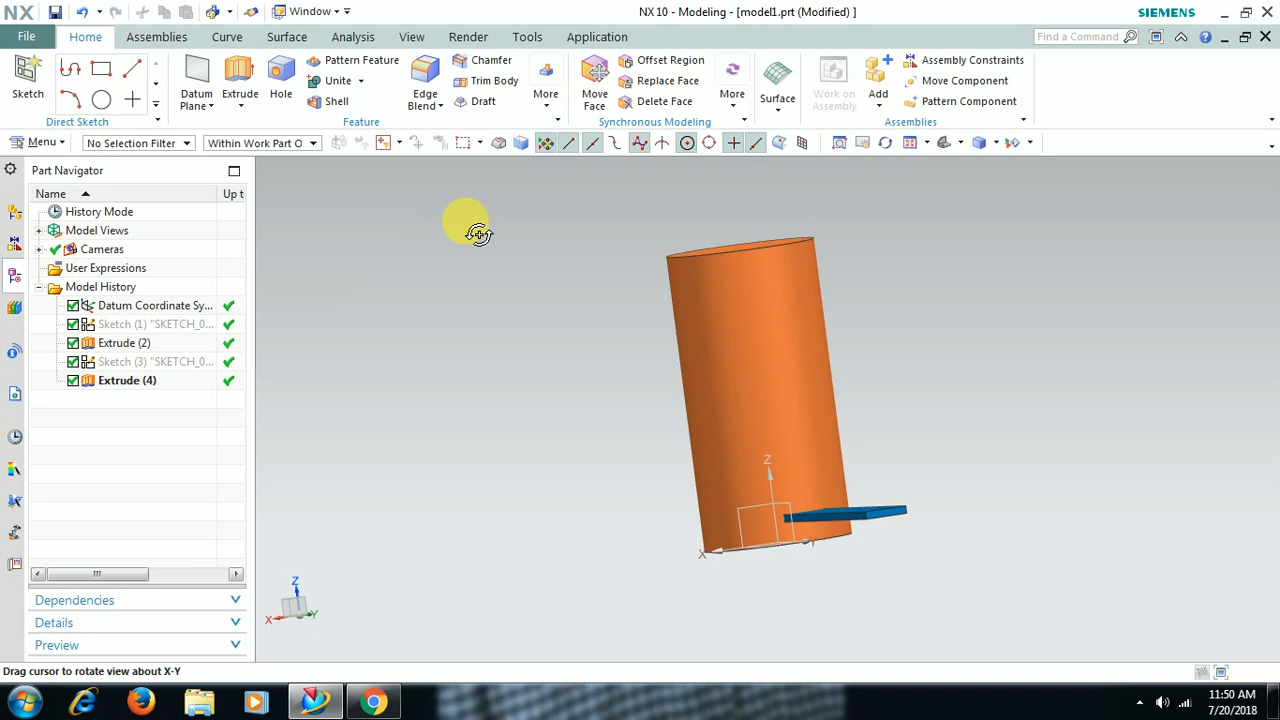 NX
Window
NX 10 - Modeling - [model1.prt (Modified) ]
SIEMENS
File
Home
Assemblies
Curve
Surface
Analysis
View
Render
Tools
Application
Find a Command
Sketch
Direct Sketch
Datum
Plane
Extrude
Hole
Pattern Feature
Unite
Shell
Edge
Blend
Chamfer
Trim Body
Draft
More
Feature
Move
Face
Offset Region
Replace Face
Delete Face
More
Synchronous Modeling
Surface
Work on
Assembly
Add
Assembly Constraints
Move Component
Pattern Component
Assemblies
Menu
No Selection Filter
Within Work Part O
Part Navigator
Name
Up t
History Mode
Model Views
Cameras
User Expressions
Model History
Datum Coordinate Sy...
Sketch (1) "SKETCH_0...
Extrude (2)
Sketch (3) "SKETCH_0...
Extrude (4)
Dependencies
Details
Preview
Z
X
Y
Z
X
Y
Drag cursor to rotate view about X-Y
11:50 AM
7/20/2018